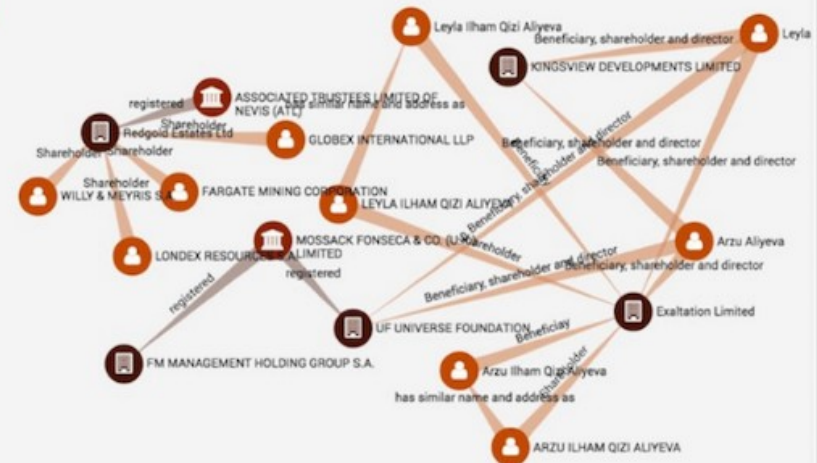 Leyla Ilham Qizi Aliyeva
Leyla
Beneficiary, shareholder and director
KINGSVIEW DEVELOPMENTS LIMITED
ASSOCIATED TRUSTEES LIMITED OF
NEVIS (ATL)
has similar name and address as
registered
Shareholder
Redgold Estates Ltd
GLOBEX INTERNATIONAL LLP
Shareholder
Shareholder
Beneficiary, shareholder and director
Beneficiary, shareholder and director
Beneficiary, shareholder and director
Shareholder
WILLY & MEYRIS S.A.
FARGATE MINING CORPORATION
LEYLA ILHAM QIZI ALIYEVA
MOSSACK FONSECA & CO. (U.K.)
LIMITED
Shareholder
Arzu Aliyeva
LONDEX RESOURCES S.A.
registered
registered
Beneficiary, shareholder and director
Beneficiary, shareholder and director
Exaltation Limited
UF UNIVERSE FOUNDATION
Beneficiay
FM MANAGEMENT HOLDING GROUP S.A.
Arzu Ilham Qizi Aliyeva
Shareholder
has similar name and address as
ARZU ILHAM QIZI ALIYEVA